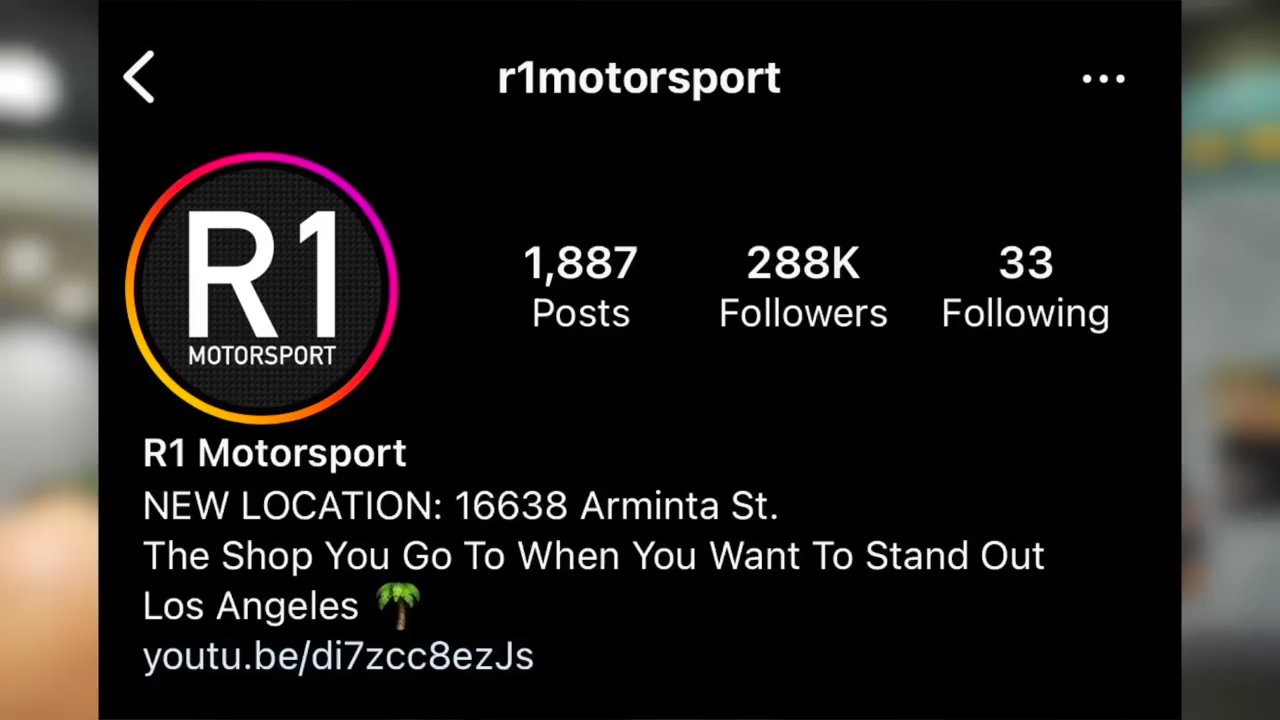 r1motorsport
R1
MOTORSPORT
1,887 288K 33
Posts Followers Following
R1 Motorsport
NEW LOCATION: 16638 Arminta St.
The Shop You Go To When You Want To Stand Out
Los Angeles 🌴
youtu.be/di7zcc8ezJs